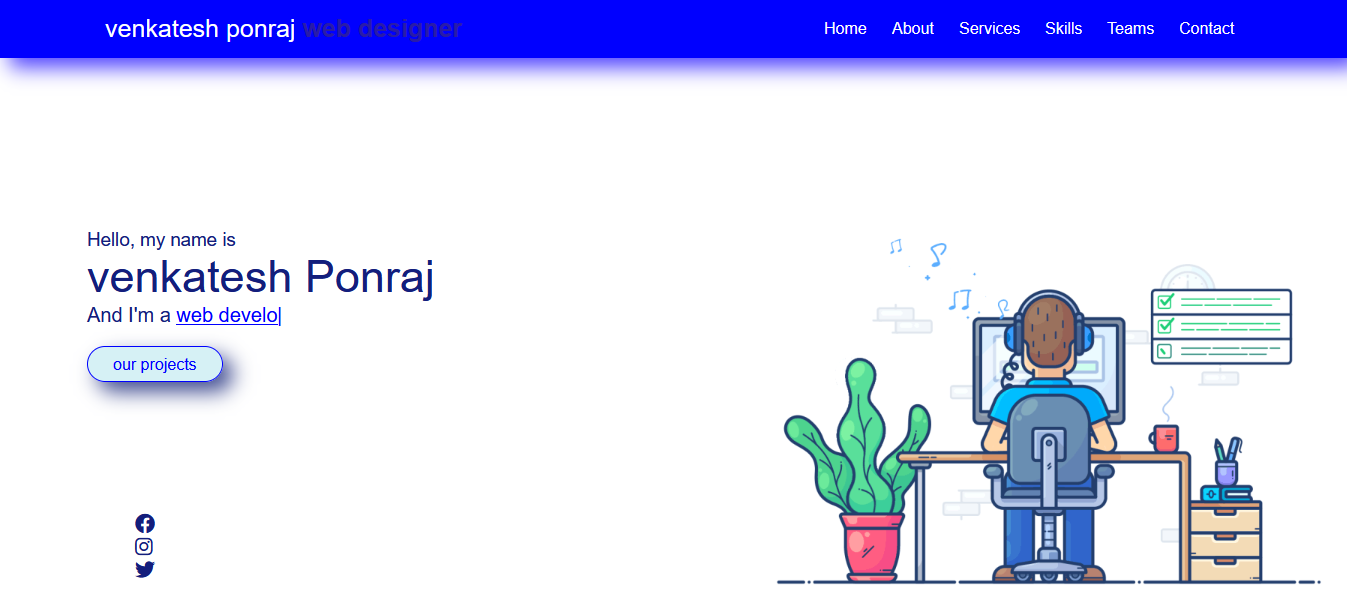 venkatesh ponraj web designer
Home About Services Skills Teams Contact
Hello, my name is
venkatesh Ponraj
And I'm a web develo|
our projects